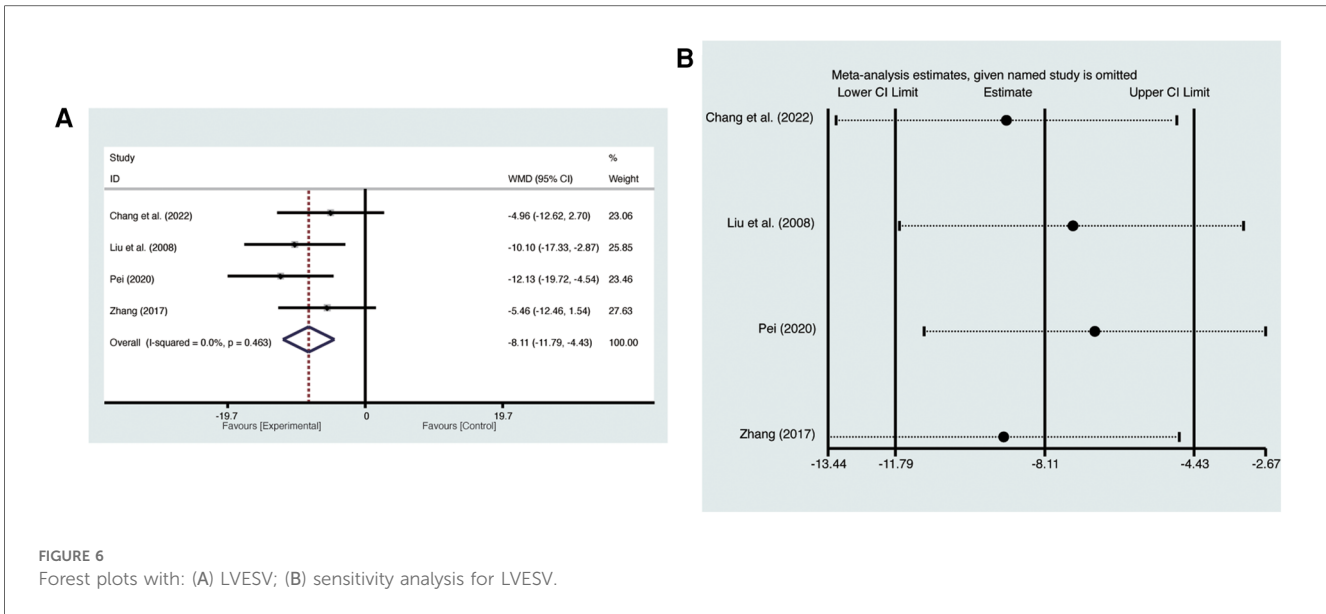 A
Study %
ID WMD (95% CI) Weight
Chang et al. (2022) -4.96 (-12.62, 2.70) 23.06
Liu et al. (2008) -10.10 (-17.33, -2.87) 25.85
Pei (2020) -12.13 (-19.72, -4.54) 23.46
Zhang (2017) -5.46 (-12.46, 1.54) 27.63
Overall (I-squared = 0.0%, p = 0.463) -8.11 (-11.79, -4.43) 100.00
-19.7 0 19.7
Favours [Experimental] Favours [Control]
B
Meta-analysis estimates, given named study is omitted
Lower CI Limit Estimate Upper CI Limit
Chang et al. (2022)
Liu et al. (2008)
Pei (2020)
Zhang (2017)
-13.44 -11.79 -8.11 -4.43 -2.67
FIGURE 6
Forest plots with: (A) LVESV; (B) sensitivity analysis for LVESV.